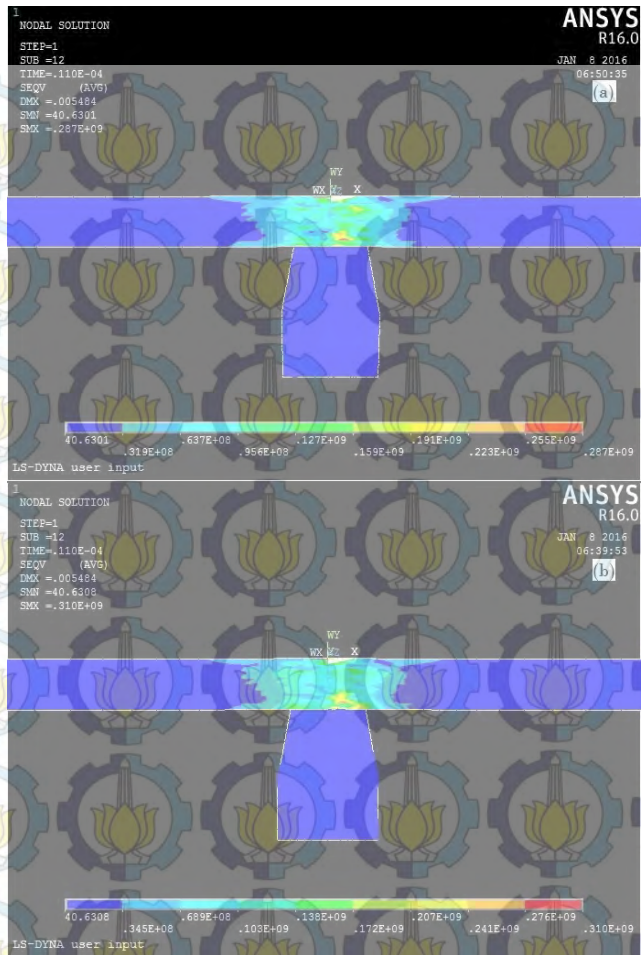 1
NODAL SOLUTION
STEP=1
SUB =12
TIME=.110E-04
SEQV (AVG)
DMX =.005484
SMN =40.6301
SMX =.287E+09
ANSYS
R16.0
JAN 8 2016
06:50:35
(a)
WY
WX YZ X
40.6301 .637E+08 .127E+09 .191E+09 .255E+09
.319E+08 .956E+08 .159E+09 .223E+09 .287E+09
LS-DYNA user input
1
NODAL SOLUTION
STEP=1
SUB =12
TIME=.110E-04
SEQV (AVG)
DMX =.005484
SMN =40.6308
SMX =.310E+09
ANSYS
R16.0
JAN 8 2016
06:39:53
(b)
WY
WX YZ X
40.6308 .689E+08 .138E+09 .207E+09 .276E+09
.345E+08 .103E+09 .172E+09 .241E+09 .310E+09
LS-DYNA user input